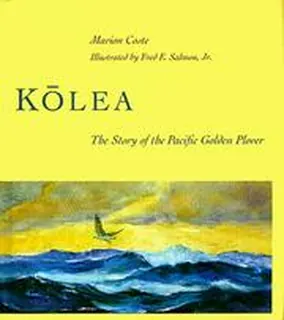 Marion Coste
Illustrated by Fred E. Salmon, Jr.
KŌLEA
The Story of the Pacific Golden Plover